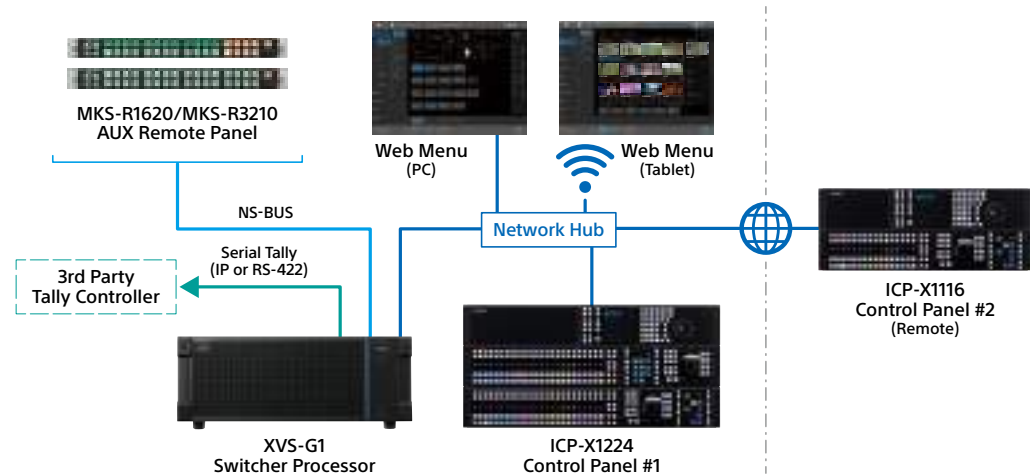 MKS-R1620/MKS-R3210
AUX Remote Panel
Web Menu
(PC)
Web Menu
(Tablet)
NS-BUS
Network Hub
Serial Tally
(IP or RS-422)
3rd Party
Tally Controller
ICP-X1116
Control Panel #2
(Remote)
XVS-G1
Switcher Processor
ICP-X1224
Control Panel #1